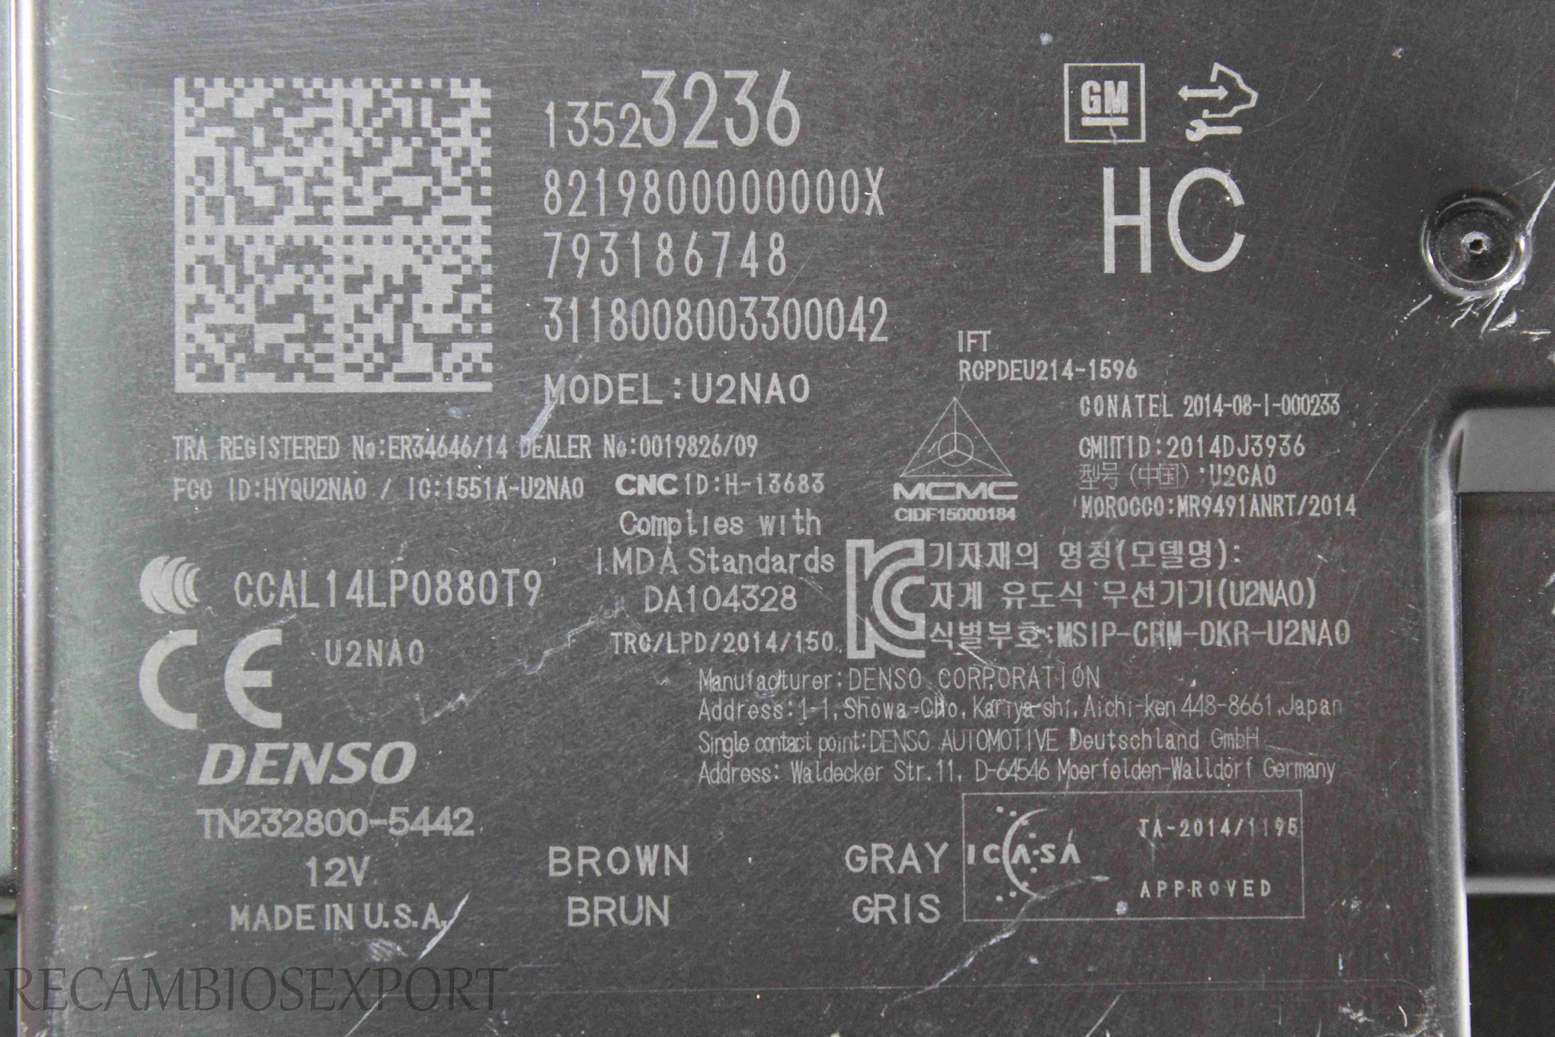 13523236
GM
8219800000000X
HC
793186748
3118008003300042
IFT
RCPDEU214-1596
MODEL:U2NA0
CONATEL 2014-08-I-000233
TRA REGISTERED No:ER34646/14 DEALER No:0019826/09
CMIITID:2014DJ3936
型号(中国):U2CA0
FCC ID:HYQU2NA0 / IC:1551A-U2NA0
CNC ID:H-13683
MCMC
CIDF15000184
MOROCCO:MR9491ANRT/2014
Complies with
IMDA Standards
DA104328
TRC/LPD/2014/150
CCAL14LP0880T9
CE
U2NA0
기자재의 명칭(모델명):
자계 유도식 무선기기(U2NA0)
식별부호:MSIP-CRM-DKR-U2NA0
Manufacturer:DENSO CORPORATION
Address:1-1,Showa-Cho,Kariya-shi,Aichi-ken 448-8661,Japan
Single contact point:DENSO AUTOMOTIVE Deutschland GmbH
Address: Waldecker Str.11, D-64546 Moerfelden-Walldorf Germany
DENSO
TN232800-5442
12V
MADE IN U.S.A.
BROWN
BRUN
GRAY
GRIS
ICASA
TA-2014/1195
APPROVED
RECAMBIOSEXPORT